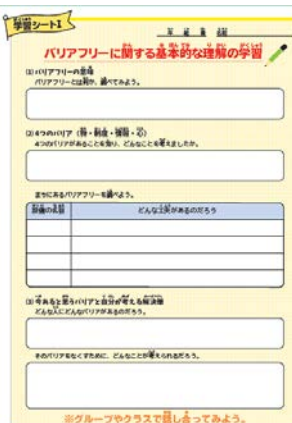 学習シート1
年 組 番 名前
バリアフリーに関する基本的な理解の学習
(1) バリアフリーの意味
バリアフリーとは何か、調べてみよう。
(2) 4つのバリア(物・制度・情報・心)
4つのバリアがあることを知り、どんなことを考えましたか。
まちにあるバリアフリーを調べよう。
設備の名前 どんな工夫があるのだろう
(3) 今あると思うバリアと自分が考える解決策
どんな人にどんなバリアがあるのだろう。
そのバリアをなくすために、どんなことが考えられるだろう。
※グループやクラスで話し合ってみよう。